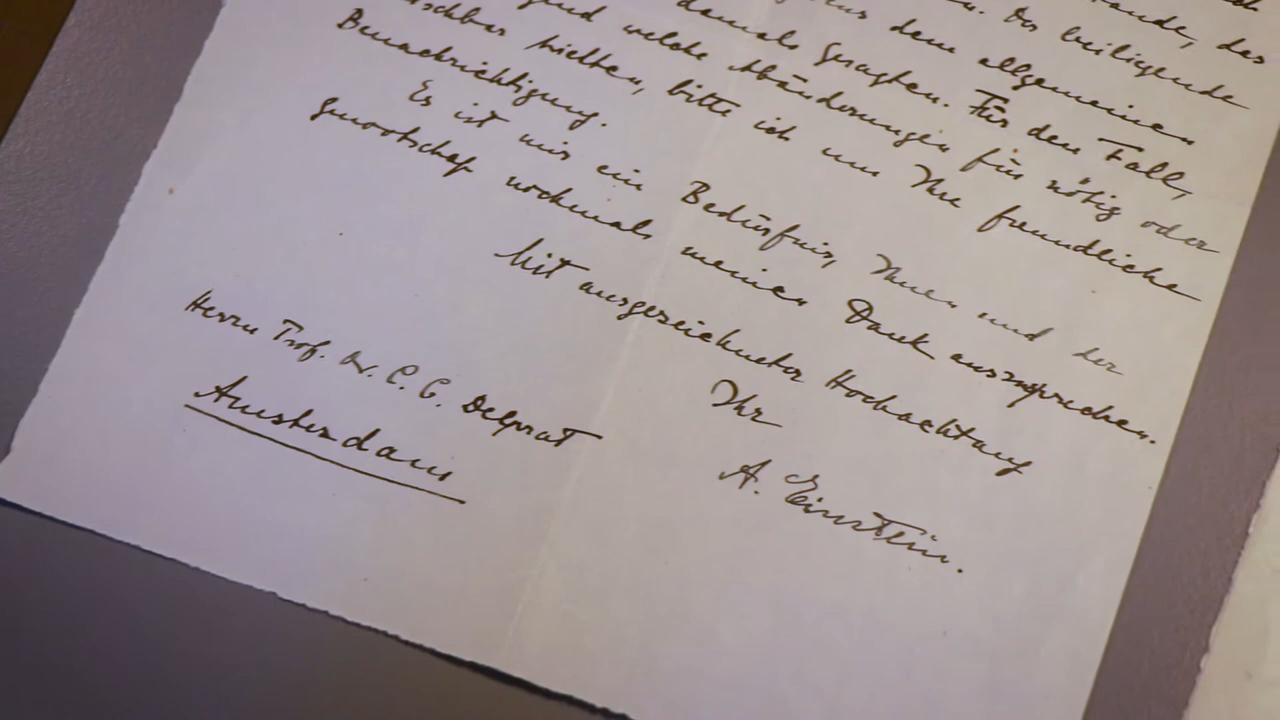 Der beiliegende
aus dem allgemeinen
damals gesagten. Für den Fall,
welche Abänderungen für nötig oder
hielten, bitte ich um Ihre freundliche
Benachrichtigung.
Es ist mir ein Bedürfnis, Ihnen und der
Genootschap nochmals meinen Dank auszusprechen.
Mit ausgezeichneter Hochachtung
Ihr
A. Einstein.
Herrn Prof. Dr. C. C. Delprat
Amsterdam